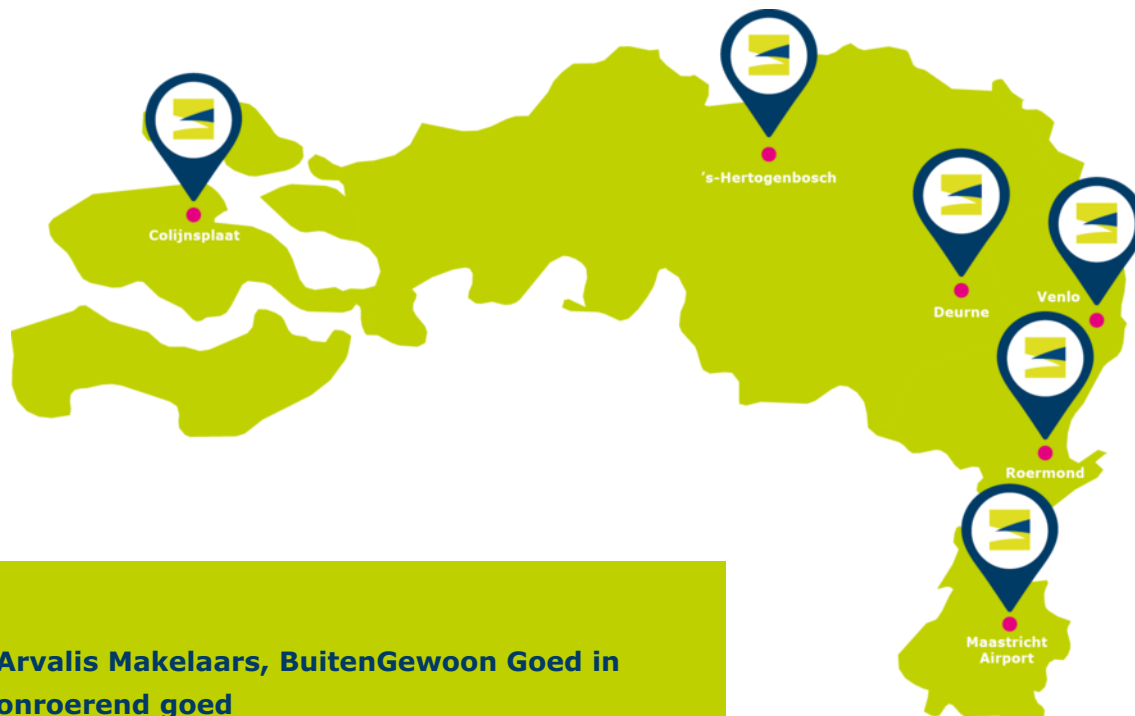 's-Hertogenbosch
Colijnsplaat
Venlo
Deurne
Roermond
Maastricht
Airport
Arvalis Makelaars, BuitenGewoon Goed in
onroerend goed